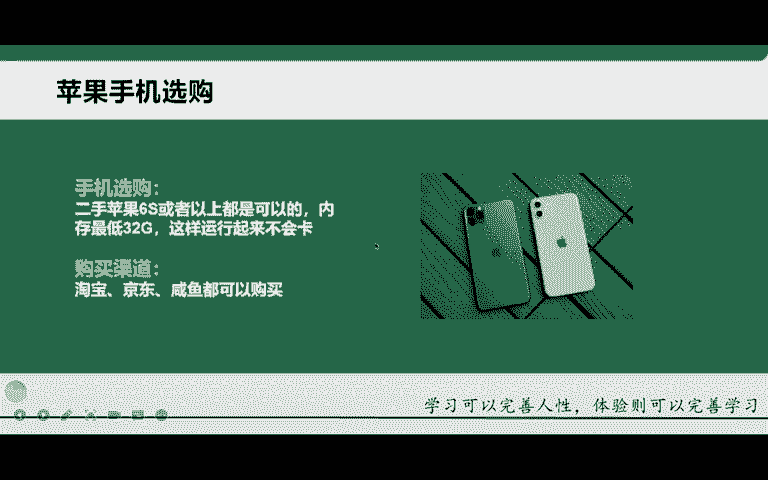 苹果手机选购
手机选购：
二手苹果6S或者以上都是可以的，内
存最低32G，这样运行起来不会卡
购买渠道：
淘宝、京东、咸鱼都可以购买
学习可以完善人性，体验则可以完善学习